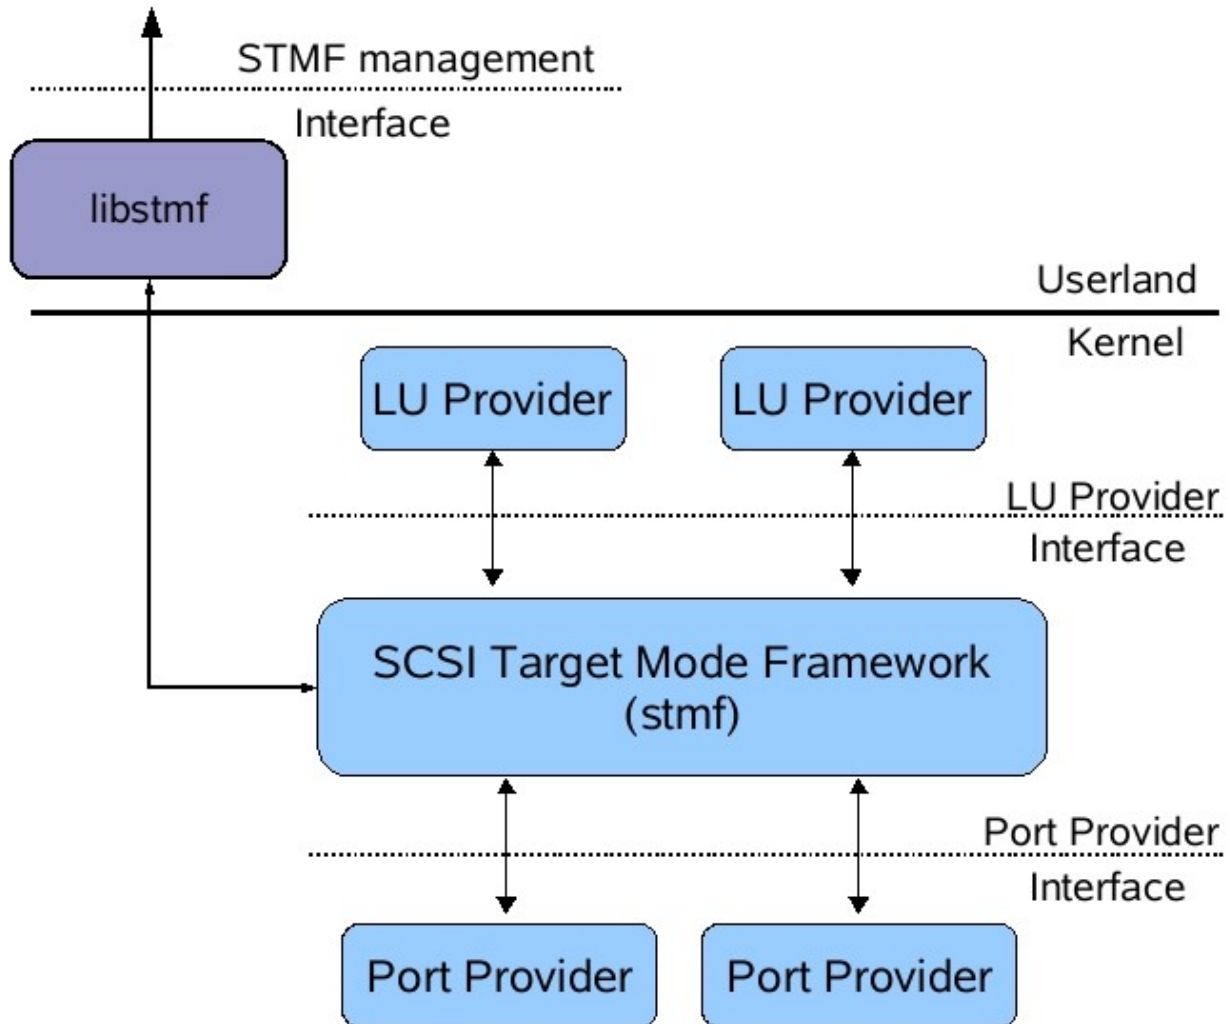 STMF management
Interface
libstmf
Userland
Kernel
LU Provider LU Provider
LU Provider
Interface
SCSI Target Mode Framework
(stmf)
Port Provider
Interface
Port Provider Port Provider